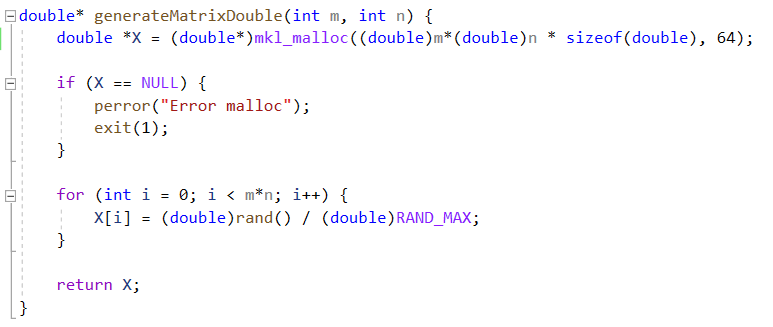 double* generateMatrixDouble(int m, int n) {
    double *X = (double*)mkl_malloc((double)m*(double)n * sizeof(double), 64);

    if (X == NULL) {
        perror("Error malloc");
        exit(1);
    }

    for (int i = 0; i < m*n; i++) {
        X[i] = (double)rand() / (double)RAND_MAX;
    }

    return X;
}